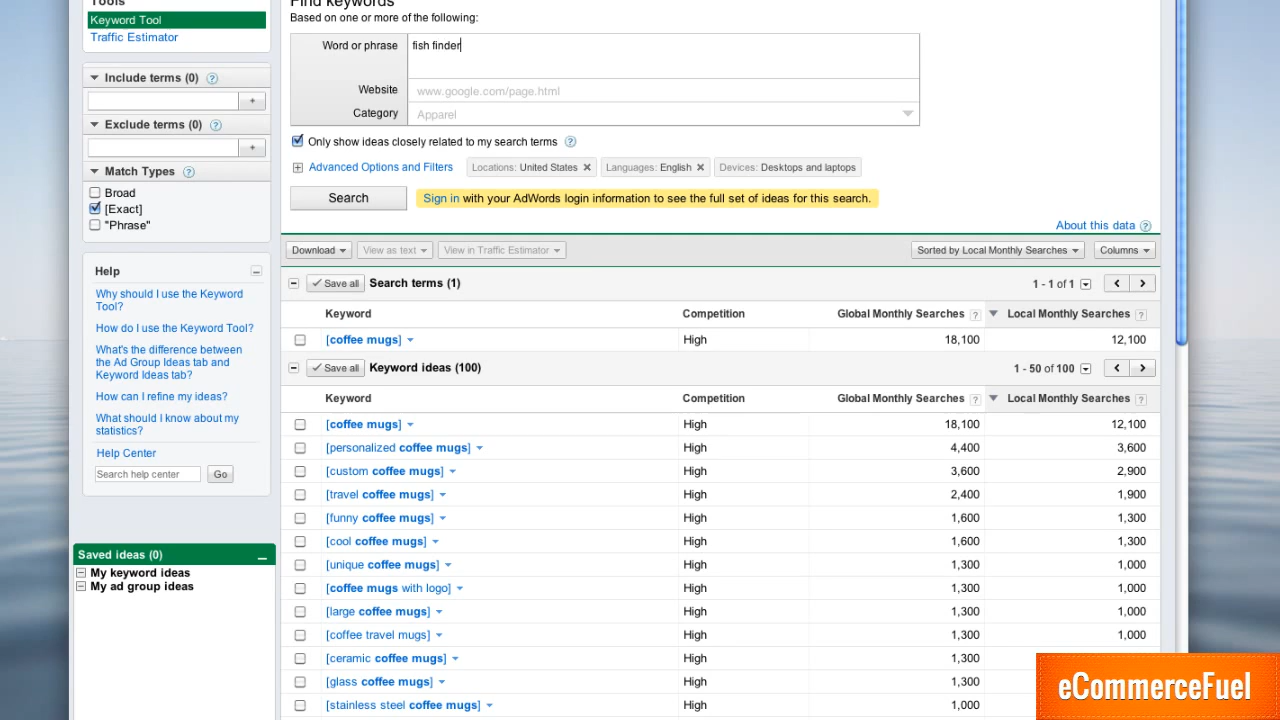 Tools
Keyword Tool
Traffic Estimator
Include terms (0) ?
+
Exclude terms (0) ?
+
Match Types ?
Broad
[Exact]
"Phrase"
Help
Why should I use the Keyword
Tool?
How do I use the Keyword Tool?
What's the difference between
the Ad Group Ideas tab and
Keyword Ideas tab?
How can I refine my ideas?
What should I know about my
statistics?
Help Center
Search help center Go
Saved ideas (0)
My keyword ideas
My ad group ideas
Find keywords
Based on one or more of the following:
Word or phrase fish finder
Website www.google.com/page.html
Category Apparel
Only show ideas closely related to my search terms ?
Advanced Options and Filters Locations: United States Languages: English Devices: Desktops and laptops
Search Sign in with your AdWords login information to see the full set of ideas for this search.
About this data ?
Download View as text View in Traffic Estimator Sorted by Local Monthly Searches Columns
Save all Search terms (1) 1 - 1 of 1
Keyword Competition Global Monthly Searches ? Local Monthly Searches ?
[coffee mugs] High 18,100 12,100
Save all Keyword ideas (100) 1 - 50 of 100
Keyword Competition Global Monthly Searches ? Local Monthly Searches ?
[coffee mugs] High 18,100 12,100
[personalized coffee mugs] High 4,400 3,600
[custom coffee mugs] High 3,600 2,900
[travel coffee mugs] High 2,400 1,900
[funny coffee mugs] High 1,600 1,300
[cool coffee mugs] High 1,600 1,300
[unique coffee mugs] High 1,300 1,000
[coffee mugs with logo] High 1,300 1,000
[large coffee mugs] High 1,300 1,000
[coffee travel mugs] High 1,300 1,000
[ceramic coffee mugs] High 1,300
[glass coffee mugs] High 1,300
[stainless steel coffee mugs] High 1,000
eCommerceFuel